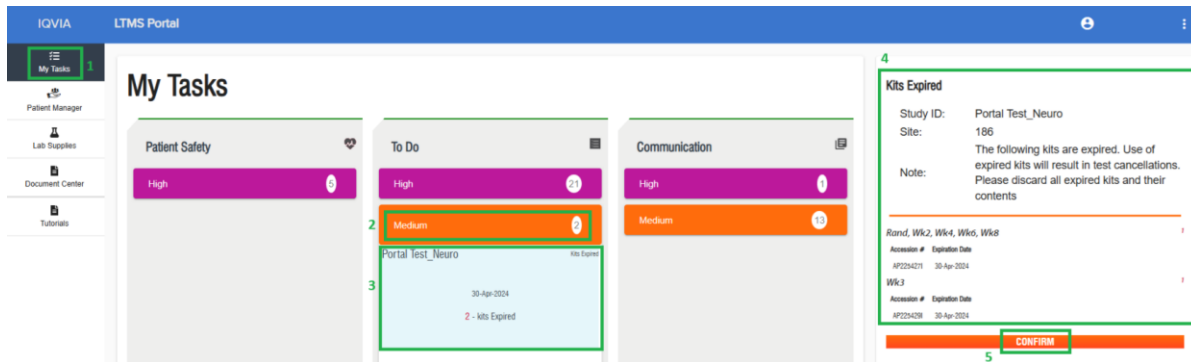 IQVIA
LTMS Portal
My Tasks
1
Patient Manager
Lab Supplies
Document Center
Tutorials
My Tasks
Patient Safety
High 5
To Do
High 21
2
Medium 2
3
Portal Test_Neuro Kits Expired
30-Apr-2024
2 - kits Expired
Communication
High 1
Medium 13
4
Kits Expired
Study ID: Portal Test_Neuro
Site: 186
Note:
The following kits are expired. Use of
expired kits will result in test cancellations.
Please discard all expired kits and their
contents
Rand, Wk2, Wk4, Wk6, Wk8
Accession # Expiration Date
30-Apr-2024
Wk3
Accession # Expiration Date
30-Apr-2024
CONFIRM
5